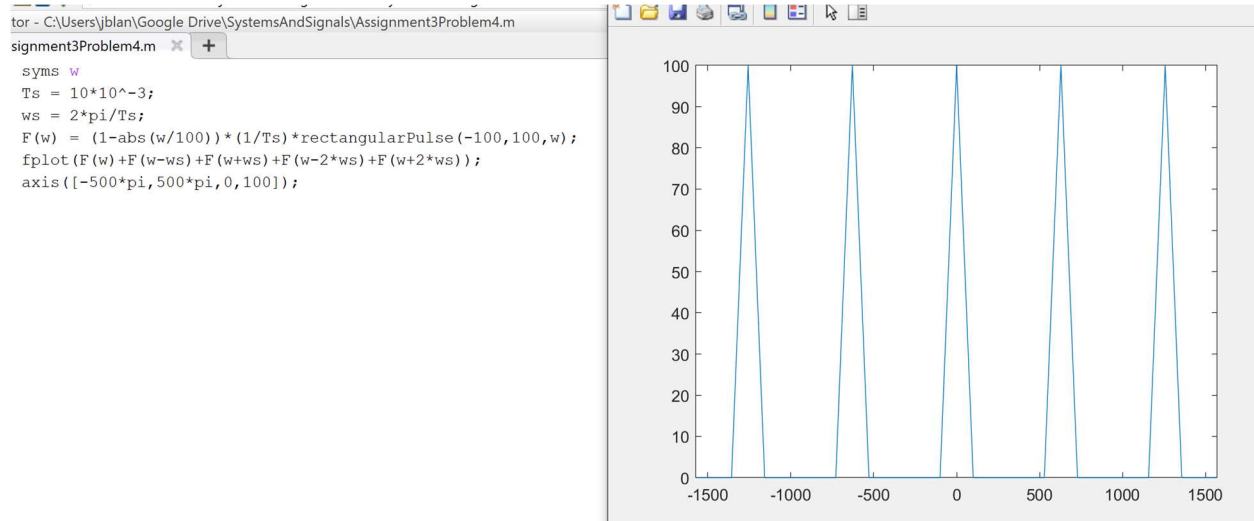 tor - C:\Users\jblan\Google Drive\SystemsAndSignals\Assignment3Problem4.m
signment3Problem4.m
syms w
Ts = 10*10^-3;
ws = 2*pi/Ts;
F(w) = (1-abs(w/100))*(1/Ts)*rectangularPulse(-100,100,w);
fplot(F(w)+F(w-ws)+F(w+ws)+F(w-2*ws)+F(w+2*ws));
axis([-500*pi,500*pi,0,100]);
100
90
80
70
60
50
40
30
20
10
0
-1500 -1000 -500 0 500 1000 1500